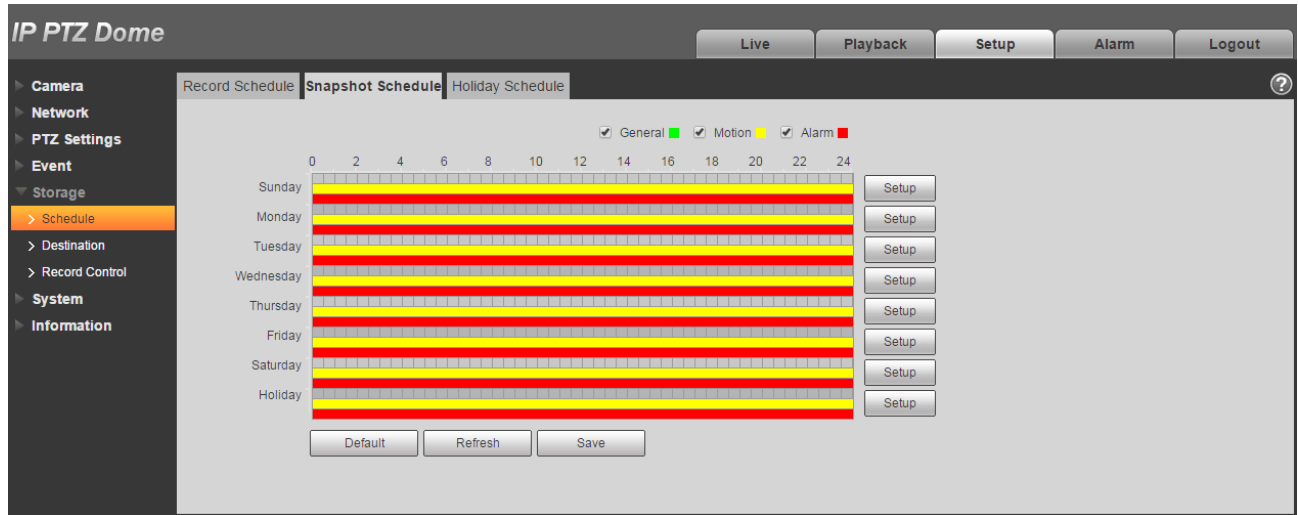 IP PTZ Dome
Live Playback Setup Alarm Logout
Camera
Network
PTZ Settings
Event
Storage
Schedule
Destination
Record Control
System
Information
Record Schedule Snapshot Schedule Holiday Schedule ?
General Motion Alarm
0 2 4 6 8 10 12 14 16 18 20 22 24
Sunday Setup
Monday Setup
Tuesday Setup
Wednesday Setup
Thursday Setup
Friday Setup
Saturday Setup
Holiday Setup
Default Refresh Save